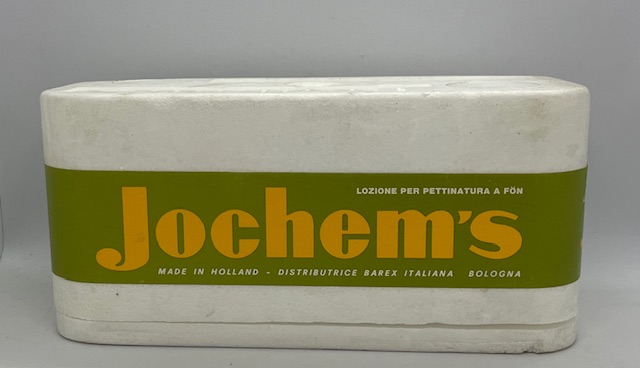 LOZIONE PER PETTINATURA A FÖN
Jochem's
MADE IN HOLLAND - DISTRIBUTRICE BAREX ITALIANA BOLOGNA